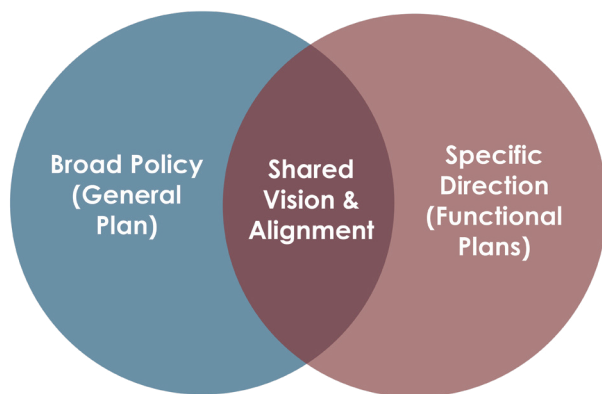 Broad Policy
(General
Plan)
Shared
Vision &
Alignment
Specific
Direction
(Functional
Plans)